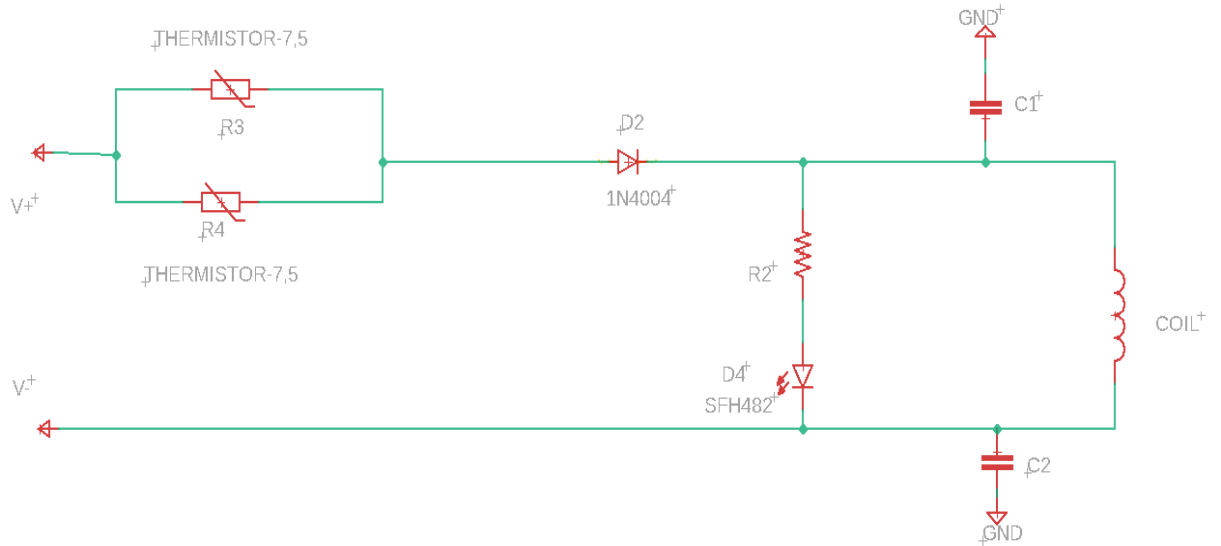 GND
THERMISTOR-7,5
C1
D2
R3
1N4004
V+
R4
THERMISTOR-7,5
R2
COIL
V-
D4
SFH482
C2
GND